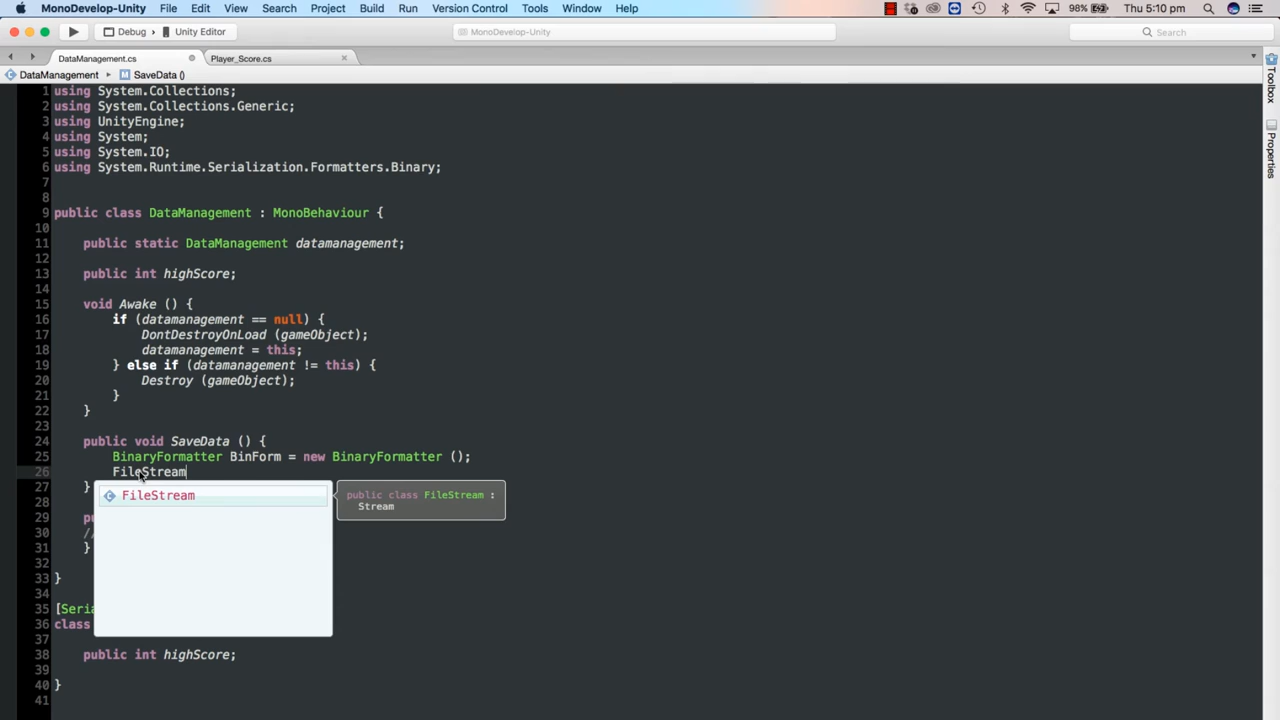 MonoDevelop-Unity File Edit View Search Project Build Run Version Control Tools Window Help 98% Thu 5:10 pm
Debug Unity Editor MonoDevelop-Unity Search
DataManagement.cs Player_Score.cs
DataManagement SaveData ()
Toolbox
Properties
1 using System.Collections;
2 using System.Collections.Generic;
3 using UnityEngine;
4 using System;
5 using System.IO;
6 using System.Runtime.Serialization.Formatters.Binary;
7
8
9 public class DataManagement : MonoBehaviour {
10
11 public static DataManagement datamanagement;
12
13 public int highScore;
14
15 void Awake () {
16 if (datamanagement == null) {
17 DontDestroyOnLoad (gameObject);
18 datamanagement = this;
19 } else if (datamanagement != this) {
20 Destroy (gameObject);
21 }
22 }
23
24 public void SaveData () {
25 BinaryFormatter BinForm = new BinaryFormatter ();
26 FileStream
27 }
FileStream
public class FileStream :
Stream
28
29 pu
30 /
31 }
32
33 }
34
35 [Seria
36 class
37
38 public int highScore;
39
40 }
41